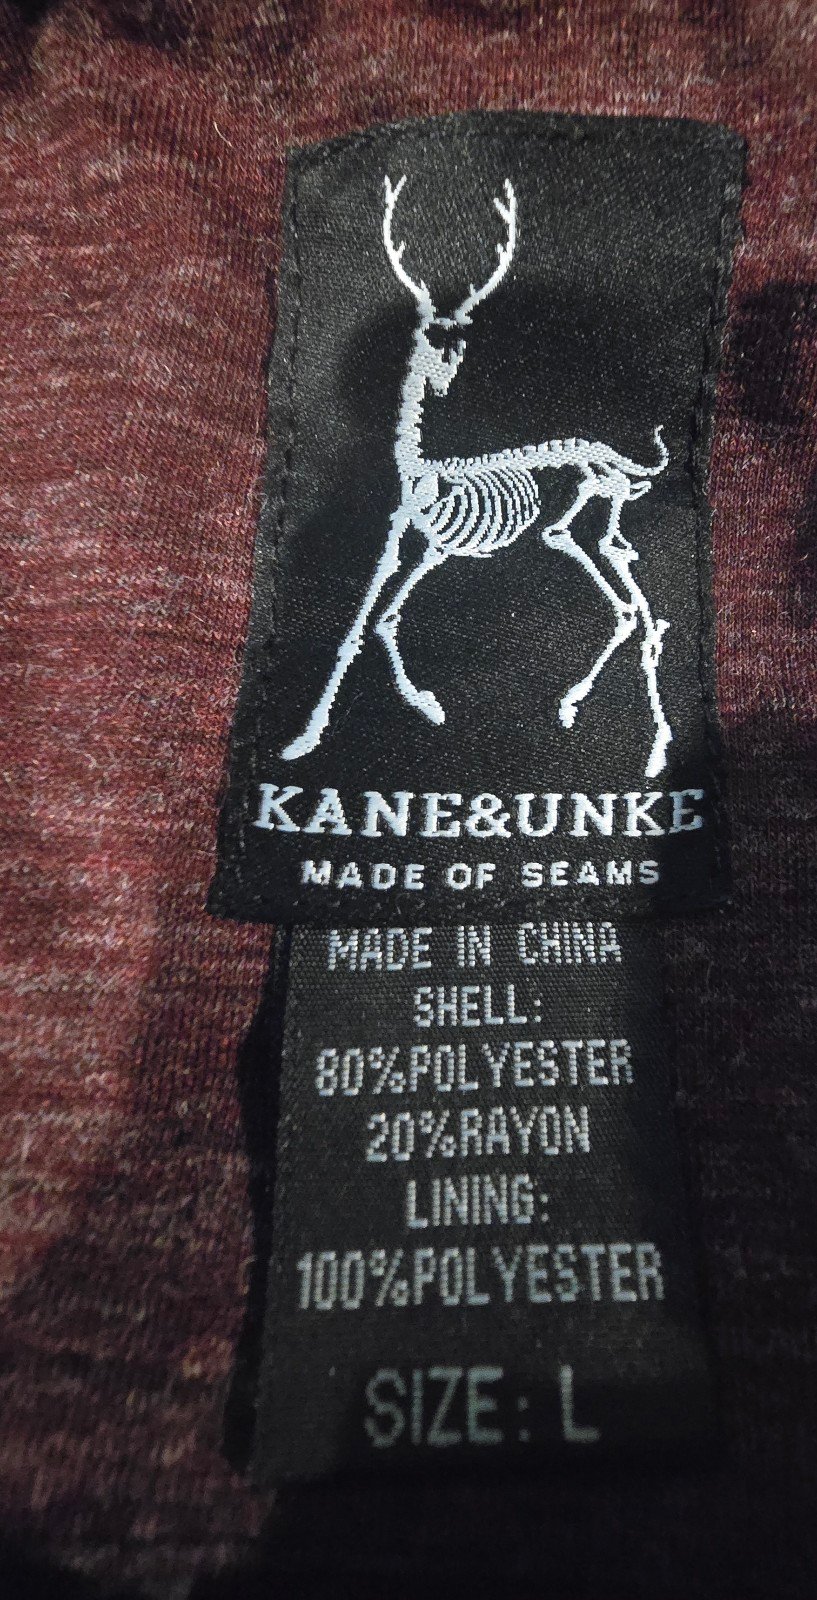 KANE&UNKE
MADE OF SEAMS
MADE IN CHINA
SHELL:
80%POLYESTER
20%RAYON
LINING:
100%POLYESTER
SIZE: L